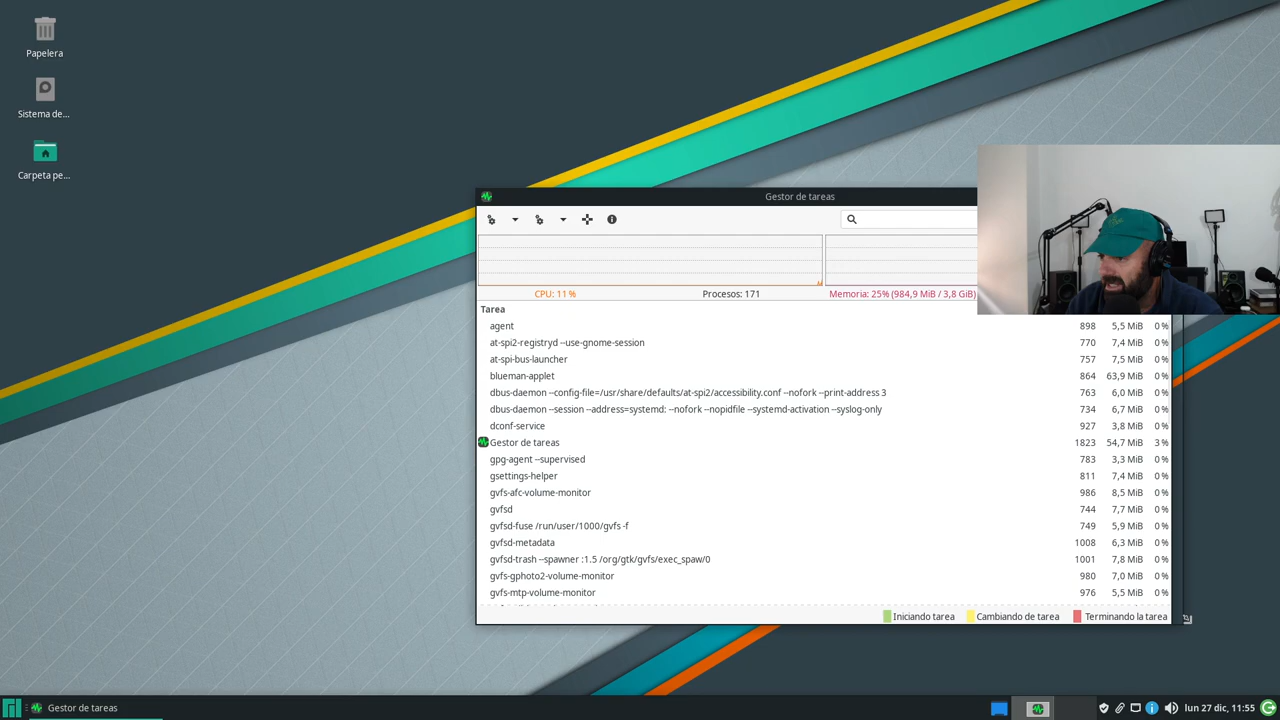 Papelera
Sistema de...
Carpeta pe...
Gestor de tareas
CPU: 11 %
Procesos: 171
Memoria: 25% (984,9 MiB / 3,8 GiB)
Tarea
agent 898 5,5 MiB 0 %
at-spi2-registryd --use-gnome-session 770 7,4 MiB 0 %
at-spi-bus-launcher 757 7,5 MiB 0 %
blueman-applet 864 63,9 MiB 0 %
dbus-daemon --config-file=/usr/share/defaults/at-spi2/accessibility.conf --nofork --print-address 3 763 6,0 MiB 0 %
dbus-daemon --session --address=systemd: --nofork --nopidfile --systemd-activation --syslog-only 734 6,7 MiB 0 %
dconf-service 927 3,8 MiB 0 %
Gestor de tareas 1823 54,7 MiB 3 %
gpg-agent --supervised 783 3,3 MiB 0 %
gsettings-helper 811 7,4 MiB 0 %
gvfs-afc-volume-monitor 986 8,5 MiB 0 %
gvfsd 744 7,7 MiB 0 %
gvfsd-fuse /run/user/1000/gvfs -f 749 5,9 MiB 0 %
gvfsd-metadata 1008 6,3 MiB 0 %
gvfsd-trash --spawner :1.5 /org/gtk/gvfs/exec_spaw/0 1001 7,8 MiB 0 %
gvfs-gphoto2-volume-monitor 980 7,0 MiB 0 %
gvfs-mtp-volume-monitor 976 5,5 MiB 0 %
Iniciando tarea
Cambiando de tarea
Terminando la tarea
Gestor de tareas
lun 27 dic, 11:55